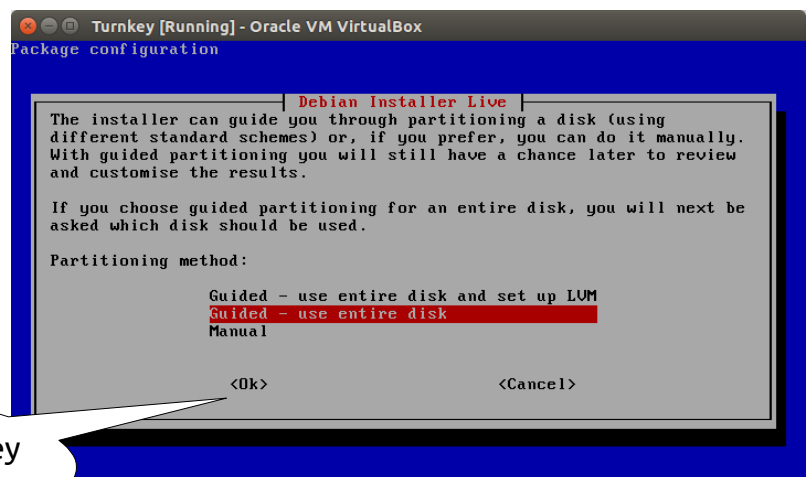 Turnkey [Running] - Oracle VM VirtualBox
Package configuration
Debian Installer Live
The installer can guide you through partitioning a disk (using
different standard schemes) or, if you prefer, you can do it manually.
With guided partitioning you will still have a chance later to review
and customise the results.
If you choose guided partitioning for an entire disk, you will next be
asked which disk should be used.
Partitioning method:
Guided - use entire disk and set up LVM
Guided - use entire disk
Manual
<Ok> <Cancel>